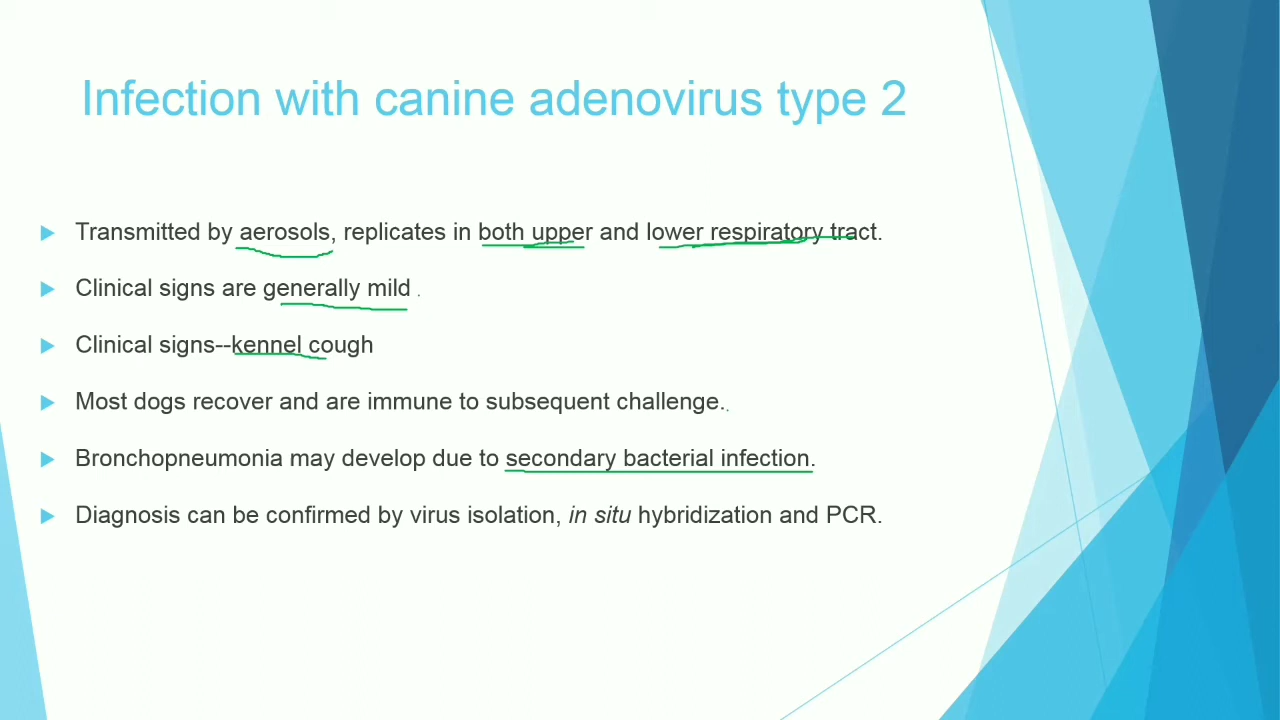 Infection with canine adenovirus type 2
Transmitted by aerosols, replicates in both upper and lower respiratory tract.
Clinical signs are generally mild .
Clinical signs--kennel cough
Most dogs recover and are immune to subsequent challenge..
Bronchopneumonia may develop due to secondary bacterial infection.
Diagnosis can be confirmed by virus isolation, in situ hybridization and PCR.